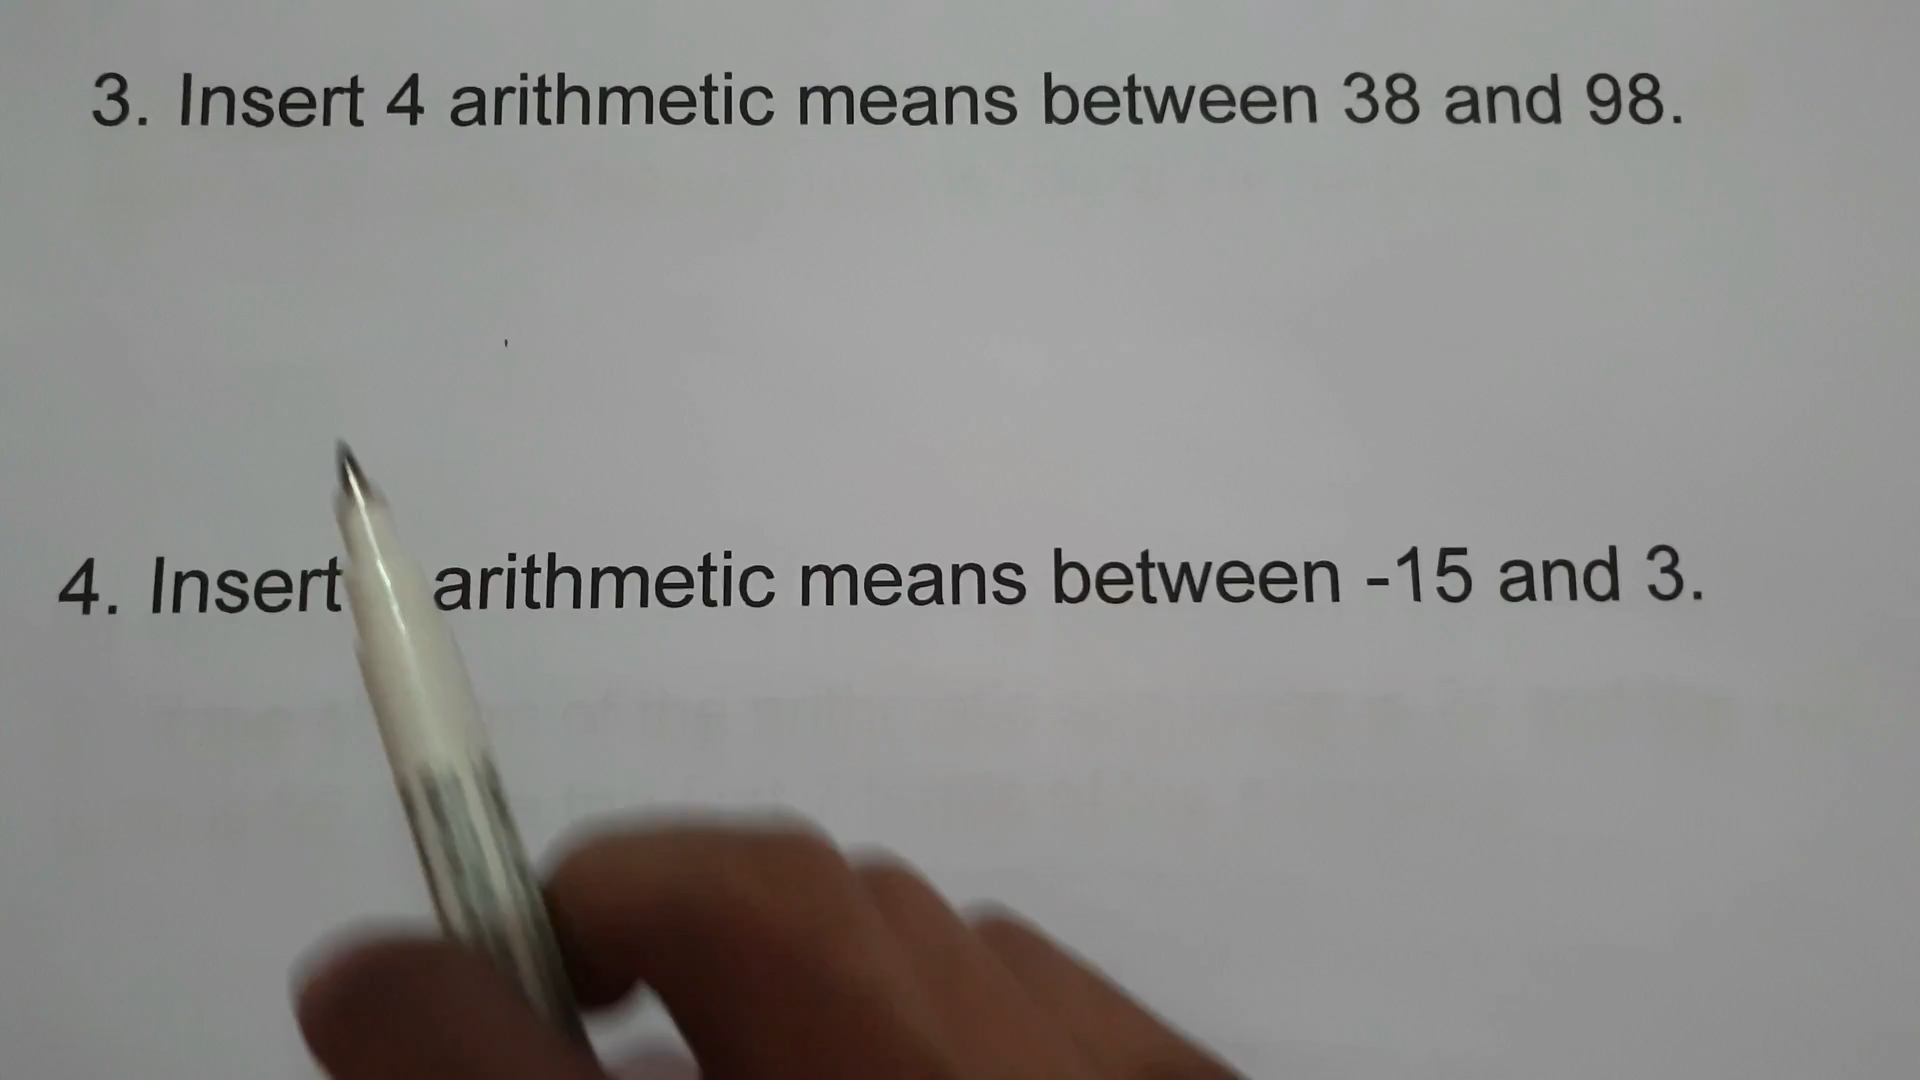 3. Insert 4 arithmetic means between 38 and 98.
4. Insert arithmetic means between -15 and 3.